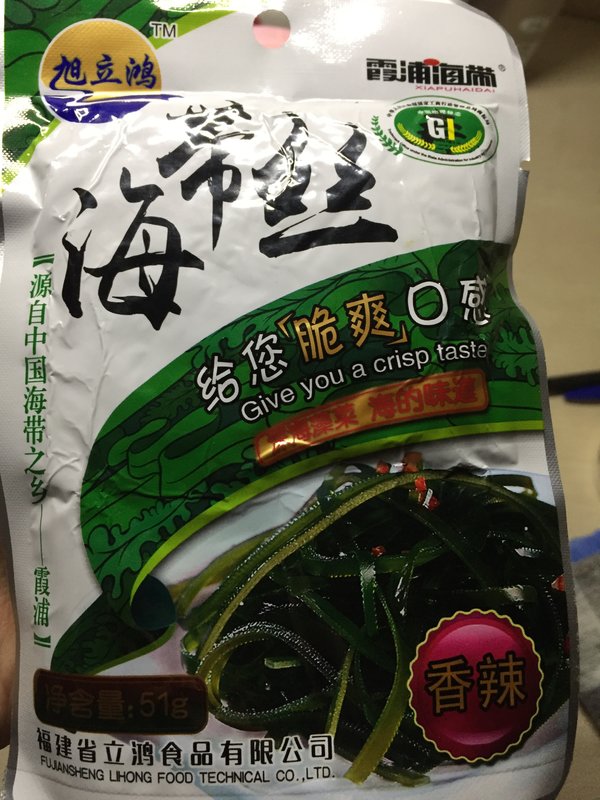 旭立鸿
TM
霞浦海带®
XIAPUHAIDAI
GI
海带丝
给您「脆爽」口感
Give you a crisp taste
海的味道
【源自中国海带之乡——霞浦】
香辣
净含量:51g
福建省立鸿食品有限公司
FUJIANSHENG LIHONG FOOD TECHNICAL CO.,LTD.